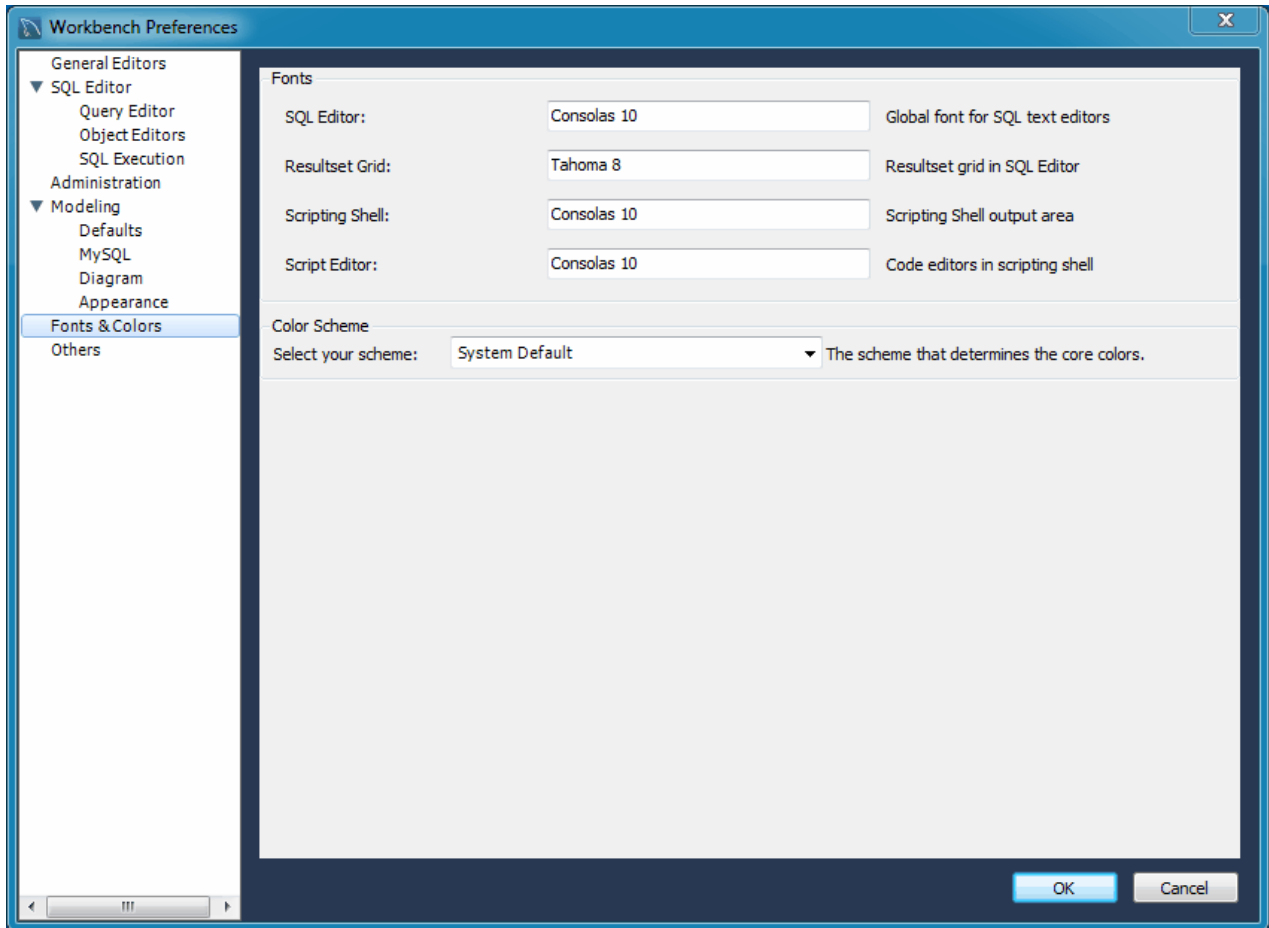 Workbench Preferences
General Editors
SQL Editor
Query Editor
Object Editors
SQL Execution
Administration
Modeling
Defaults
MySQL
Diagram
Appearance
Fonts & Colors
Others
Fonts
SQL Editor: Consolas 10 Global font for SQL text editors
Resultset Grid: Tahoma 8 Resultset grid in SQL Editor
Scripting Shell: Consolas 10 Scripting Shell output area
Script Editor: Consolas 10 Code editors in scripting shell
Color Scheme
Select your scheme: System Default The scheme that determines the core colors.
OK Cancel